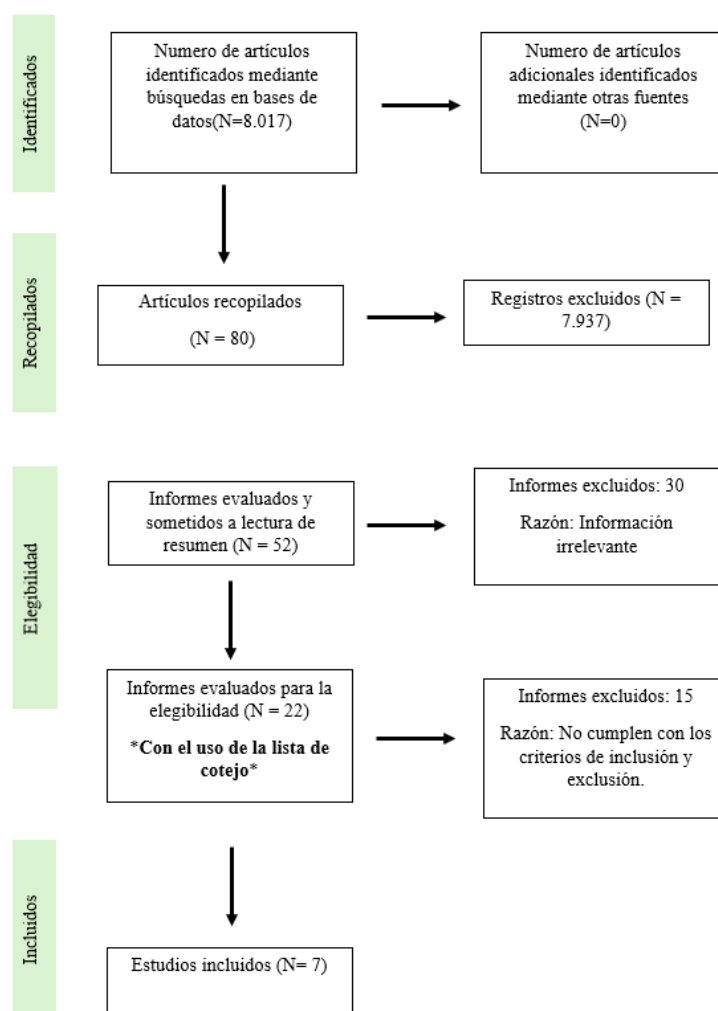 Identificados
Numero de artículos
identificados mediante
búsquedas en bases de
datos(N=8.017)
Numero de artículos
adicionales identificados
mediante otras fuentes
(N=0)
Recopilados
Artículos recopilados
(N = 80)
Registros excluidos (N =
7.937)
Elegibilidad
Informes evaluados y
sometidos a lectura de
resumen (N = 52)
Informes excluidos: 30
Razón: Información
irrelevante
Informes evaluados para la
elegibilidad (N = 22)
*Con el uso de la lista de
cotejo*
Informes excluidos: 15
Razón: No cumplen con los
criterios de inclusión y
exclusión.
Incluidos
Estudios incluidos (N= 7)